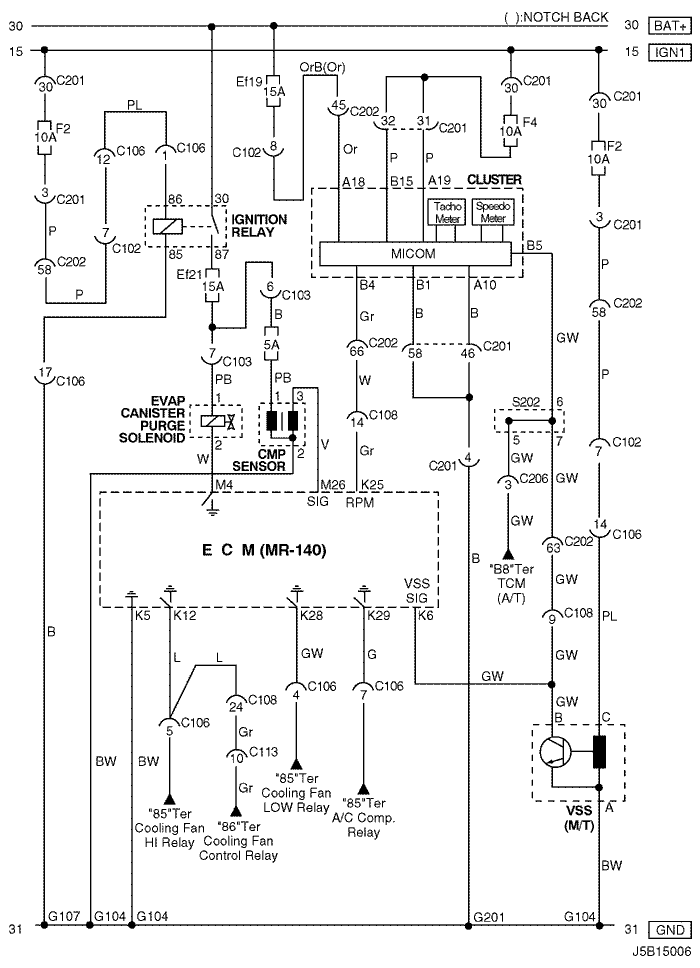 ( ):NOTCH BACK
30 30 BAT+
15 15 IGN1
C201 Ef19 OrB(Or) C201 C201
30 15A 30 30
PL 45 C202 32 31 C201 F4
F2 10A 10A F2
10A
C106 C106 8 C102 Or
12 1 P P
3 C201 86 30 A18 B15 A19 CLUSTER 3 C201
P 7 C102 IGNITION RELAY Tacho Meter Speedo Meter
58 C202 85 87 MICOM B5 P
P Ef21 15A 6 C103 B4 B1 A10 58 C202
B Gr B B GW
5A 66 C202 58 46 C201 P
17 C106 7 C103 W
PB PB
EVAP CANISTER PURGE SOLENOID 1 1 3 14 C108 S202 6
2 CMP SENSOR 2 V Gr C201 4 5 7 7 C102
W GW GW
M4 M26 K25 3 C206
SIG RPM GW 14 C106
E C M (MR-140) B 63 C202
"B8"Ter
TCM
(A/T)
VSS
SIG GW
K5 K12 K28 K29 K6 9 C108 PL
B L L GW G GW GW
5 C106 24 C108 4 C106 7 C106 GW
Gr B C
BW BW 10 C113
Gr
"85"Ter
Cooling Fan
HI Relay
"86"Ter
Cooling Fan
Control Relay
"85"Ter
Cooling Fan
LOW Relay
"85"Ter
A/C Comp.
Relay
VSS
(M/T)
A
BW
31 G107 G104 G104 G201 G104 31 GND
J5B15006